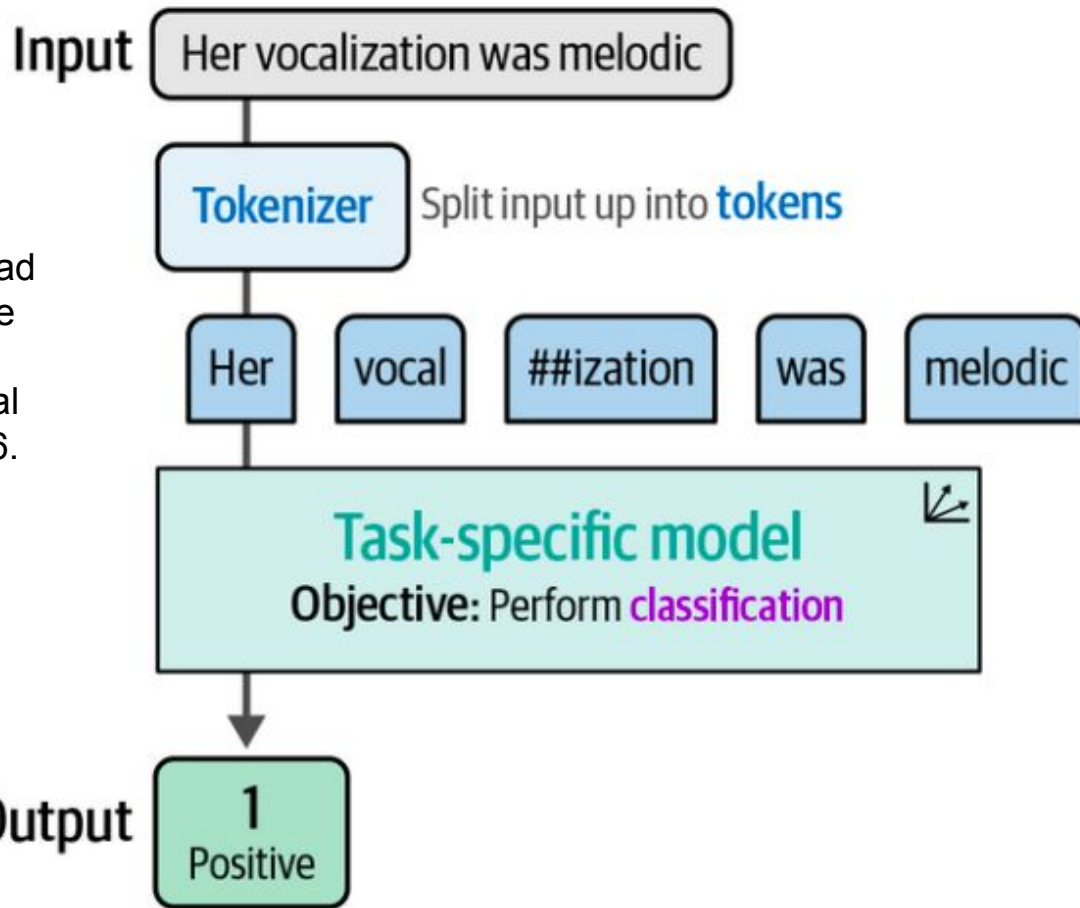 Input
Her vocalization was melodic
Tokenizer
Split input up into tokens
Her vocal ##ization was melodic
Task-specific model
Objective: Perform classification
1
Positive